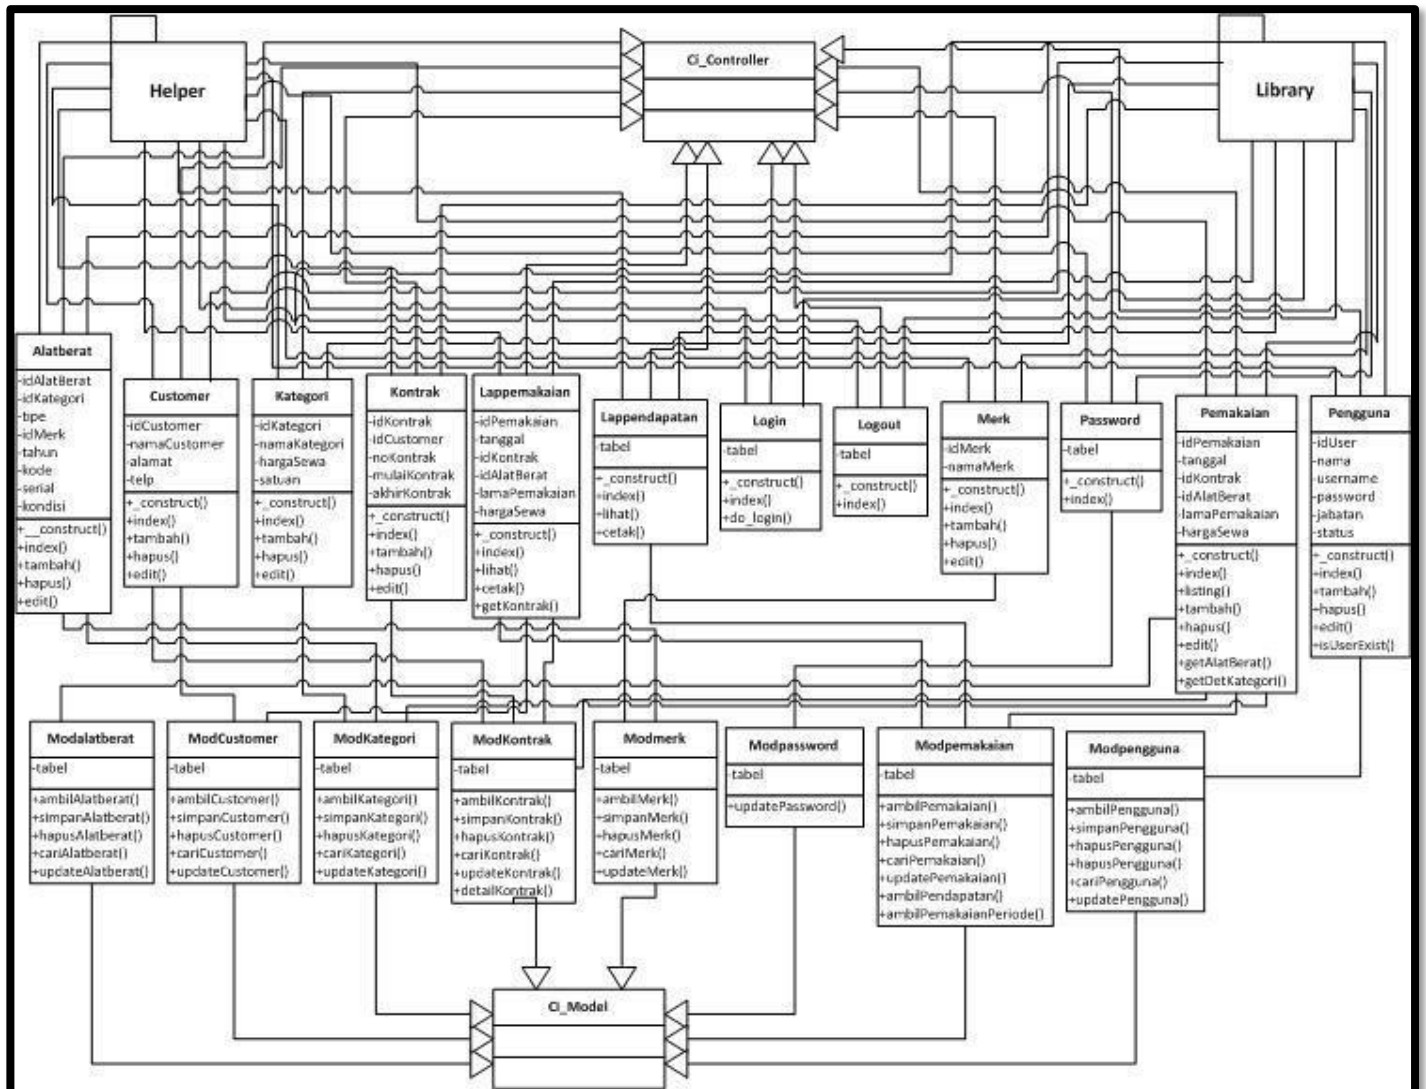 Helper
Ci_Controller
Library
Alatberat
-idAlatBerat
-idKategori
-tipe
-idMerk
-tahun
-kode
-serial
-kondisi
+__construct()
+index()
+tambah()
+hapus()
+edit()
Customer
-idCustomer
-namaCustomer
-alamat
-telp
+_construct()
+index()
+tambah()
+hapus()
+edit()
Kategori
-idKategori
-namaKategori
-hargaSewa
-satuan
+_construct()
+index()
+tambah()
+hapus()
+edit()
Kontrak
-idKontrak
-idCustomer
-noKontrak
-mulaiKontrak
-akhirKontrak
+_construct()
+index()
+tambah()
+hapus()
+edit()
Lappemakaian
-idPemakaian
-tanggal
-idKontrak
-idAlatBerat
-lamaPemakaian
-hargaSewa
+_construct()
+index()
+lihat()
+cetak()
+getKontrak()
Lappendapatan
-tabel
+_construct()
+index()
+lihat()
+cetak()
Login
-tabel
+_construct()
+index()
+do_login()
Logout
-tabel
+_construct()
+index()
Merk
-idMerk
-namaMerk
+_construct()
+index()
+tambah()
+hapus()
+edit()
Password
-tabel
+_construct()
+index()
Pemakaian
-idPemakaian
-tanggal
-idKontrak
-idAlatBerat
-lamaPemakaian
-hargaSewa
+_construct()
+index()
+listing()
+tambah()
+hapus()
+edit()
+getAlatBerat()
+getDetKategori()
Pengguna
-idUser
-nama
-username
-password
-jabatan
-status
+_construct()
+index()
+tambah()
+hapus()
+edit()
+isUserExist()
Modalatberat
-tabel
+ambilAlatberat()
+simpanAlatberat()
+hapusAlatberat()
+cariAlatberat()
+updateAlatberat()
ModCustomer
-tabel
+ambilCustomer()
+simpanCustomer()
+hapusCustomer()
+cariCustomer()
+updateCustomer()
ModKategori
-tabel
+ambilKategori()
+simpanKategori()
+hapusKategori()
+cariKategori()
+updateKategori()
ModKontrak
-tabel
+ambilKontrak()
+simpanKontrak()
+hapusKontrak()
+cariKontrak()
+updateKontrak()
+detailKontrak()
Modmerk
-tabel
+ambilMerk()
+simpanMerk()
+hapusMerk()
+cariMerk()
+updateMerk()
Modpassword
-tabel
+updatePassword()
Modpemakaian
-tabel
+ambilPemakaian()
+simpanPemakaian()
+hapusPemakaian()
+cariPemakaian()
+updatePemakaian()
+ambilPendapatan()
+ambilPemakaianPeriode()
Modpengguna
-tabel
+ambilPengguna()
+simpanPengguna()
+hapusPengguna()
+hapusPengguna()
+cariPengguna()
+updatePengguna()
Ci_Model